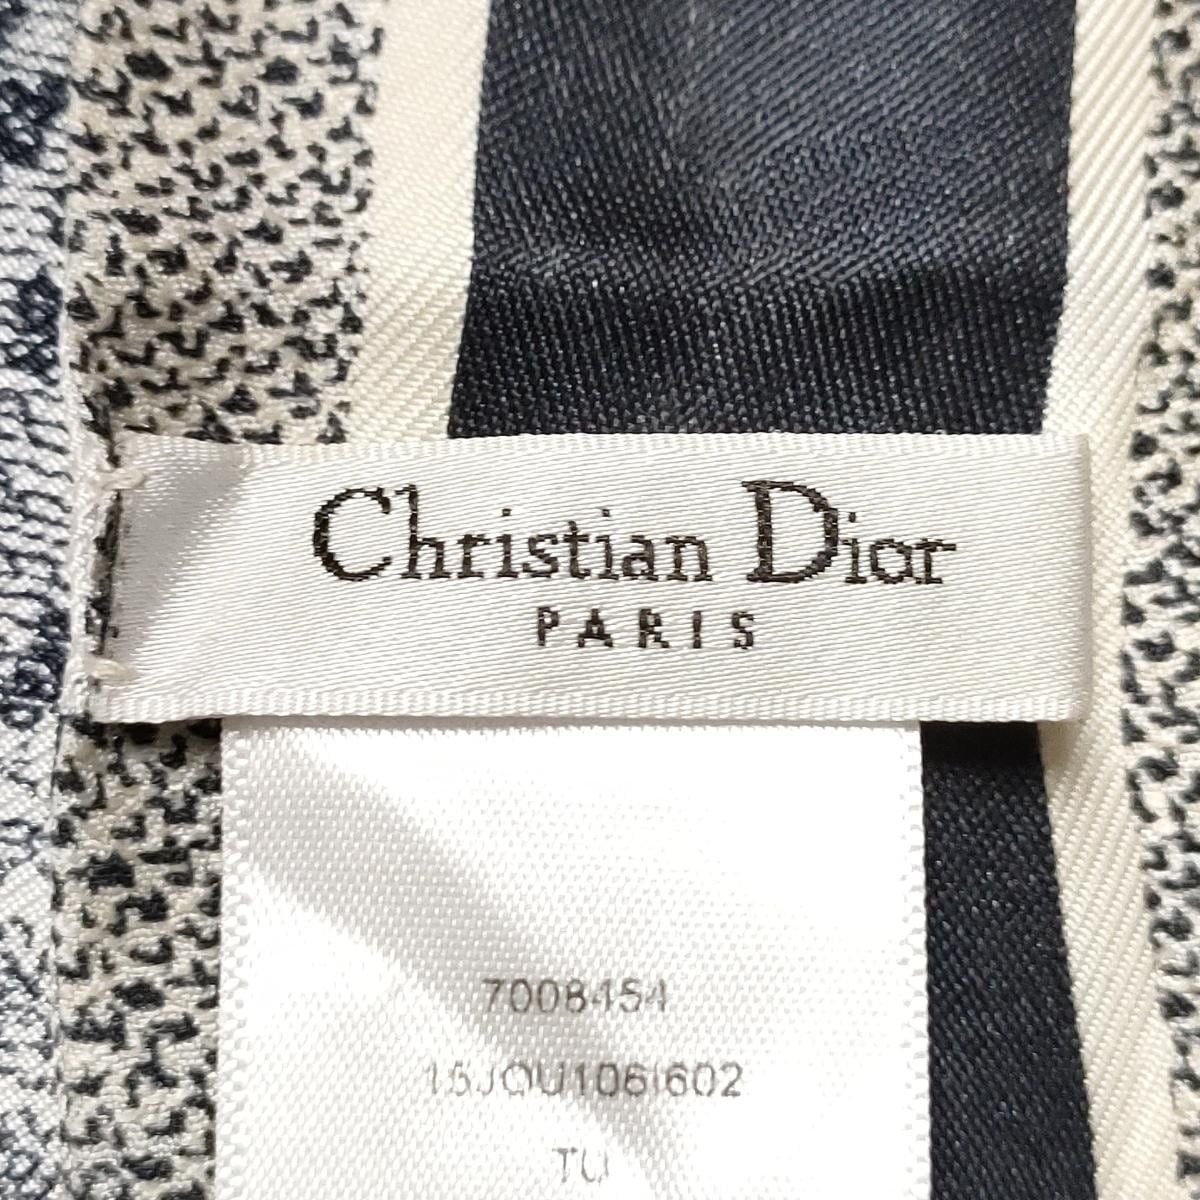 Christian Dior
PARIS
7008454
15JOU106I602
TU